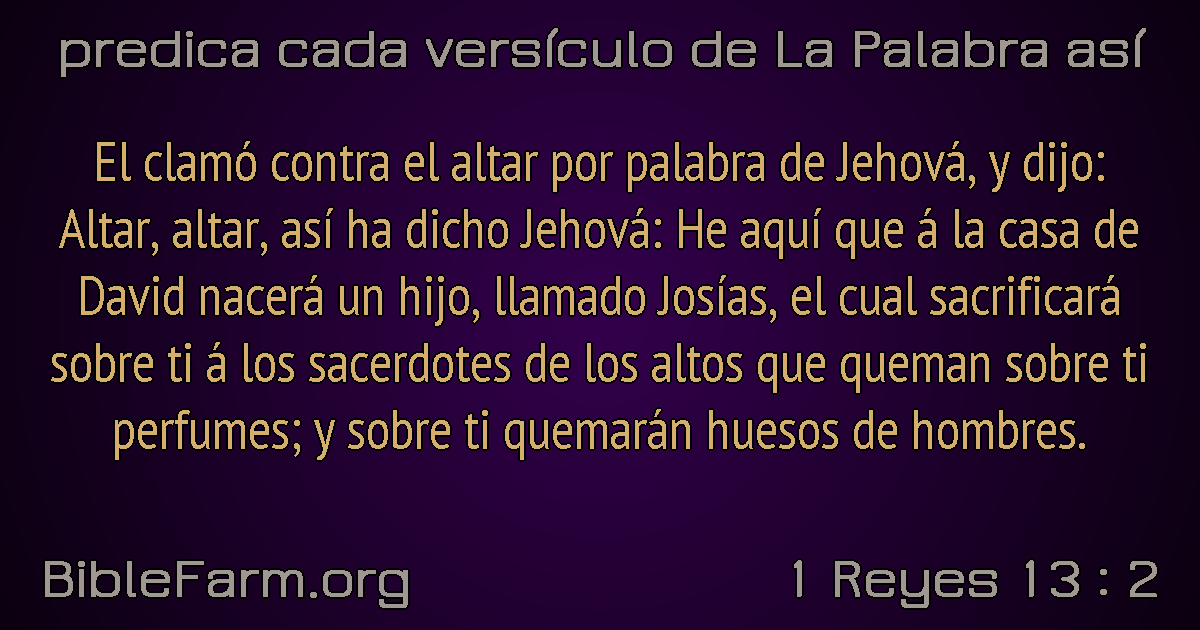 predica cada versículo de La Palabra así
El clamó contra el altar por palabra de Jehová, y dijo:
Altar, altar, así ha dicho Jehová: He aquí que á la casa de
David nacerá un hijo, llamado Josías, el cual sacrificará
sobre ti á los sacerdotes de los altos que queman sobre ti
perfumes; y sobre ti quemarán huesos de hombres.
BibleFarm.org
1 Reyes 13 : 2